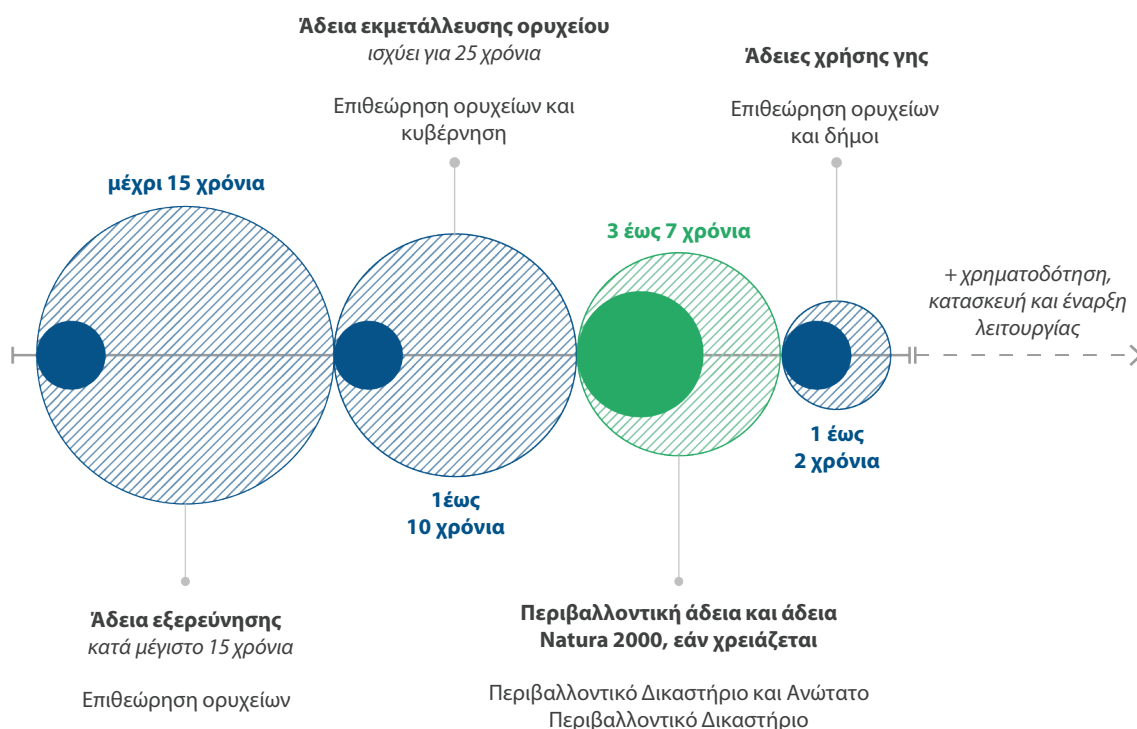 Άδεια εκμετάλλευσης ορυχείου
ισχύει για 25 χρόνια
Επιθεώρηση ορυχείων και
κυβέρνηση
Άδειες χρήσης γης
Επιθεώρηση ορυχείων
και δήμοι
μέχρι 15 χρόνια
3 έως 7 χρόνια
+ χρηματοδότηση,
κατασκευή και έναρξη
λειτουργίας
1έως
10 χρόνια
1 έως
2 χρόνια
Άδεια εξερεύνησης
κατά μέγιστο 15 χρόνια
Επιθεώρηση ορυχείων
Περιβαλλοντική άδεια και άδεια
Natura 2000, εάν χρειάζεται
Περιβαλλοντικό Δικαστήριο και Ανώτατο
Περιβαλλοντικό Δικαστήριο